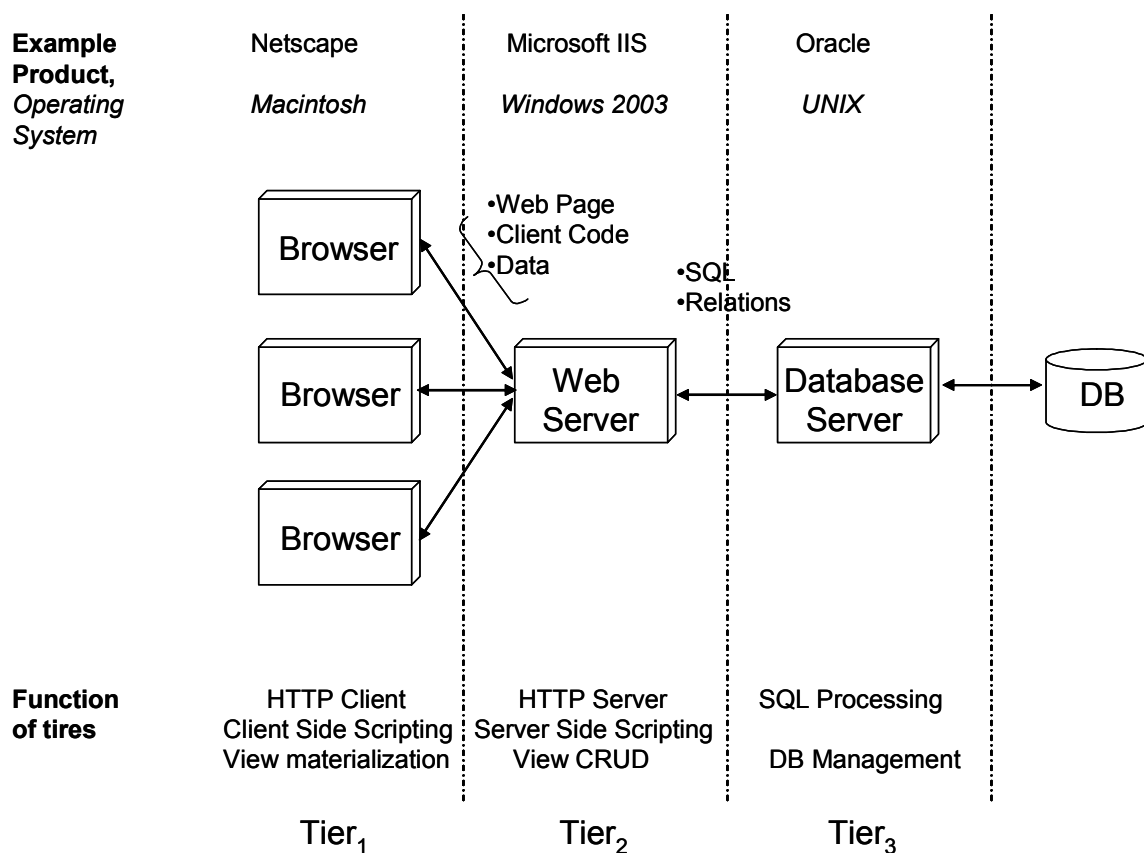 Example
Product,
Operating
System
Netscape
Macintosh
Microsoft IIS
Windows 2003
Oracle
UNIX
•Web Page
•Client Code
•Data
•SQL
•Relations
Browser
Browser
Browser
Web
Server
Database
Server
DB
Function
of tires
HTTP Client
Client Side Scripting
View materialization
HTTP Server
Server Side Scripting
View CRUD
SQL Processing
DB Management
Tier1
Tier2
Tier3